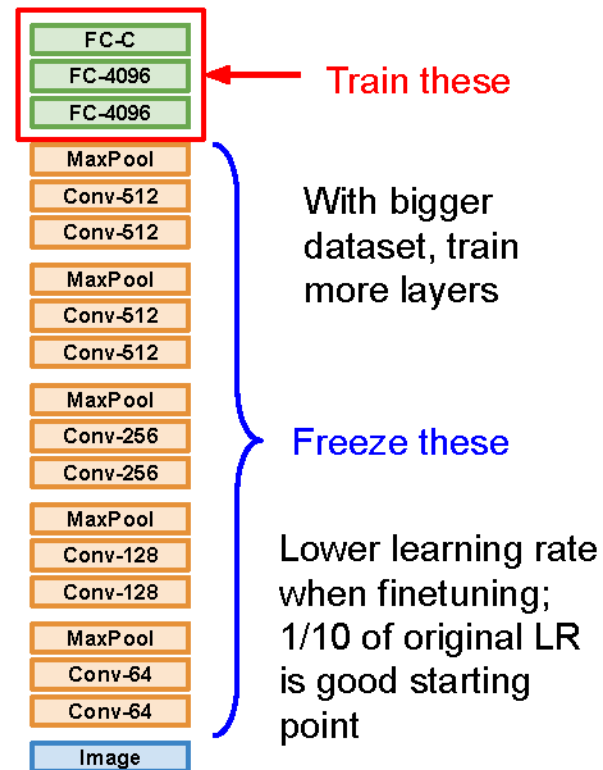 FC-C
FC-4096
FC-4096
Train these
MaxPool
Conv-512
Conv-512
With bigger
dataset, train
more layers
MaxPool
Conv-512
Conv-512
MaxPool
Conv-256
Conv-256
Freeze these
MaxPool
Conv-128
Conv-128
Lower learning rate
when finetuning;
1/10 of original LR
is good starting
point
MaxPool
Conv-64
Conv-64
Image